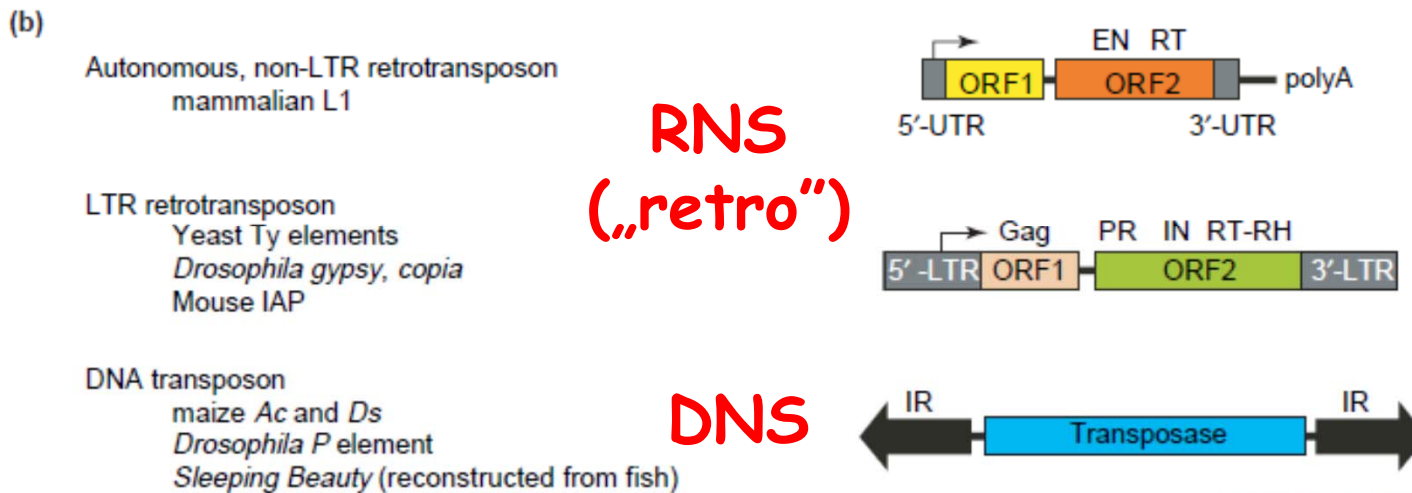 (b)
Autonomous, non-LTR retrotransposon
mammalian L1
EN RT
ORF1 ORF2 polyA
5′-UTR 3′-UTR
RNS
(„retro”)
LTR retrotransposon
Yeast Ty elements
Drosophila gypsy, copia
Mouse IAP
Gag PR IN RT-RH
5′ -LTR ORF1 ORF2 3′-LTR
DNA transposon
maize Ac and Ds
Drosophila P element
Sleeping Beauty (reconstructed from fish)
DNS
IR IR
Transposase